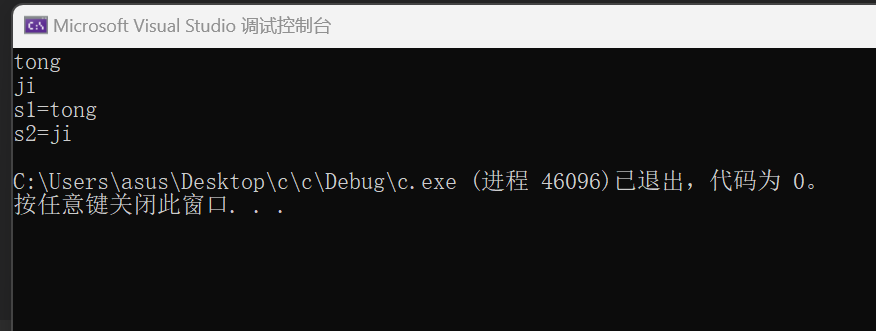 Microsoft Visual Studio 调试控制台
tong
ji
s1=tong
s2=ji
C:\Users\asus\Desktop\c\c\Debug\c.exe (进程 46096)已退出，代码为 0。
按任意键关闭此窗口. . .